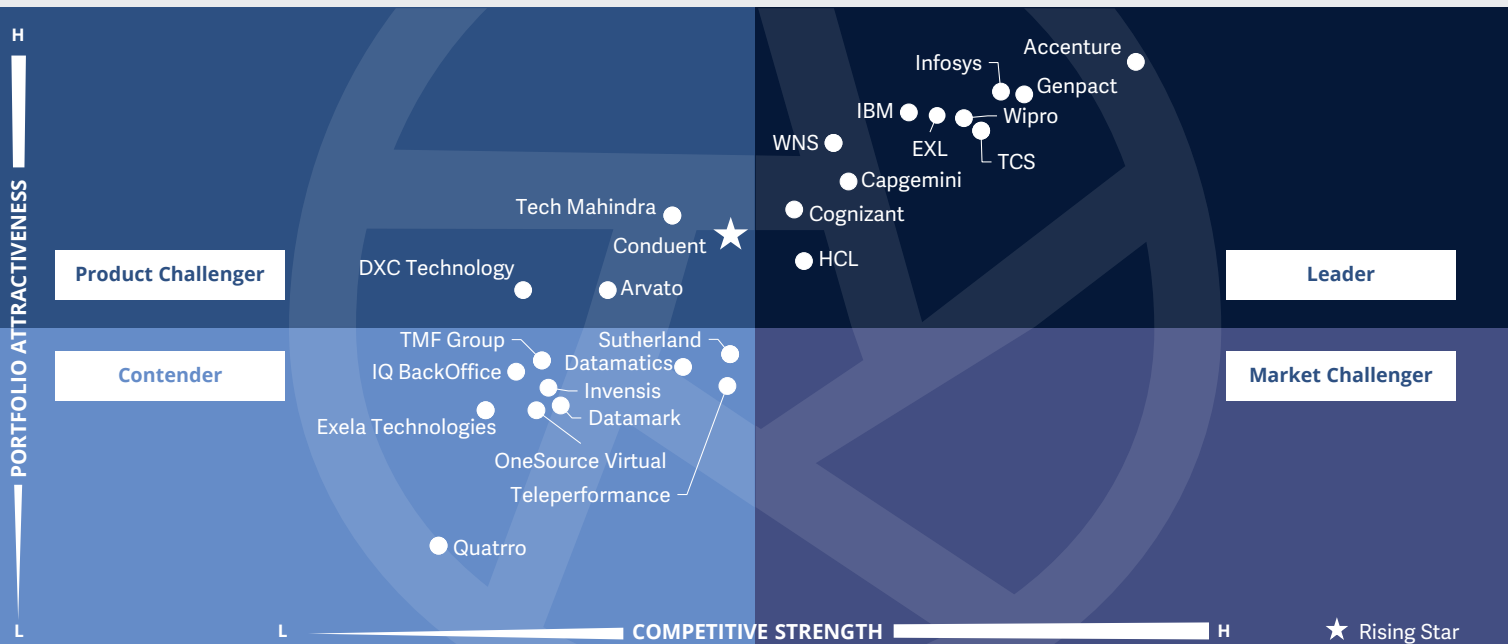 H
Accenture
Infosys
Genpact
IBM
Wipro
EXL
WNS
TCS
Capgemini
Tech Mahindra
Cognizant
Conduent
HCL
DXC Technology
Product Challenger
Leader
Arvato
PORTFOLIO ATTRACTIVENESS
TMF Group
Sutherland
Datamatics
IQ BackOffice
Contender
Market Challenger
Invensis
Datamark
Exela Technologies
OneSource Virtual
Teleperformance
Quatrro
L
L
COMPETITIVE STRENGTH
H
Rising Star